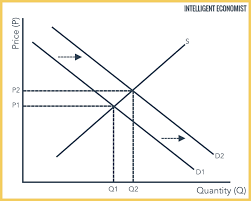 INTELLIGENT ECONOMIST
Price (P)
S
P2
P1
D2
D1
Q1 Q2
Quantity (Q)